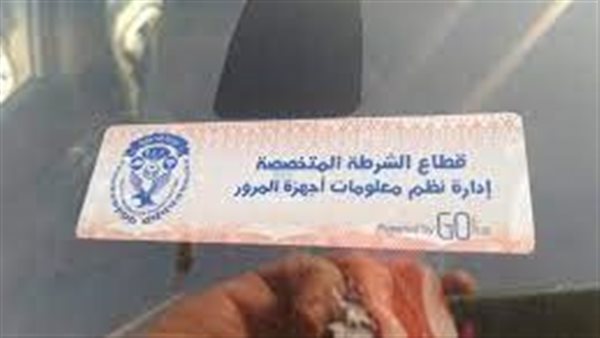 قطاع الشرطة المتخصصة
إدارة نظم معلومات أجهزة المرور
Powered by GO